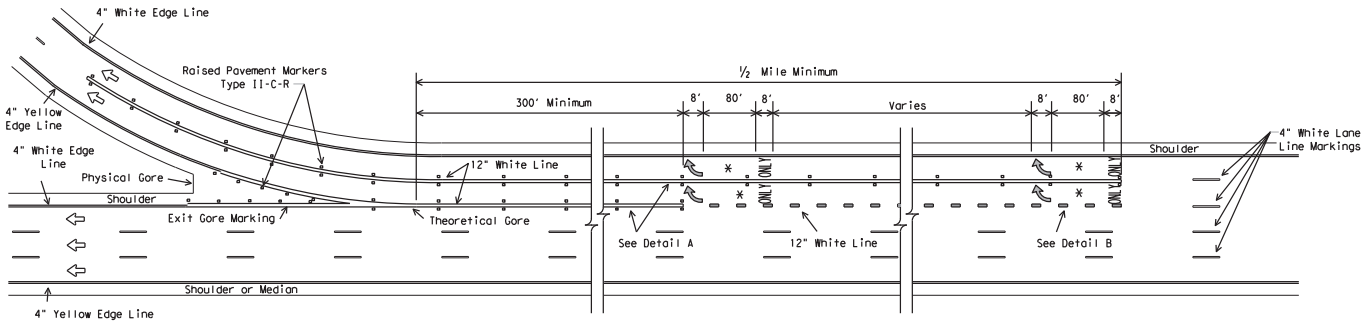 4" White Edge Line
Raised Pavement Markers
Type II-C-R
½ Mile Minimum
300' Minimum
8'
80'
8'
Varies
8'
80'
8'
4" Yellow
Edge Line
4" White Edge
Line
Physical Gore
Shoulder
Exit Gore Marking
12" White Line
Theoretical Gore
*
*
ONLY
ONLY
*
*
ONLY
ONLY
Shoulder
4" White Lane
Line Markings
See Detail A
12" White Line
See Detail B
Shoulder or Median
4" Yellow Edge Line